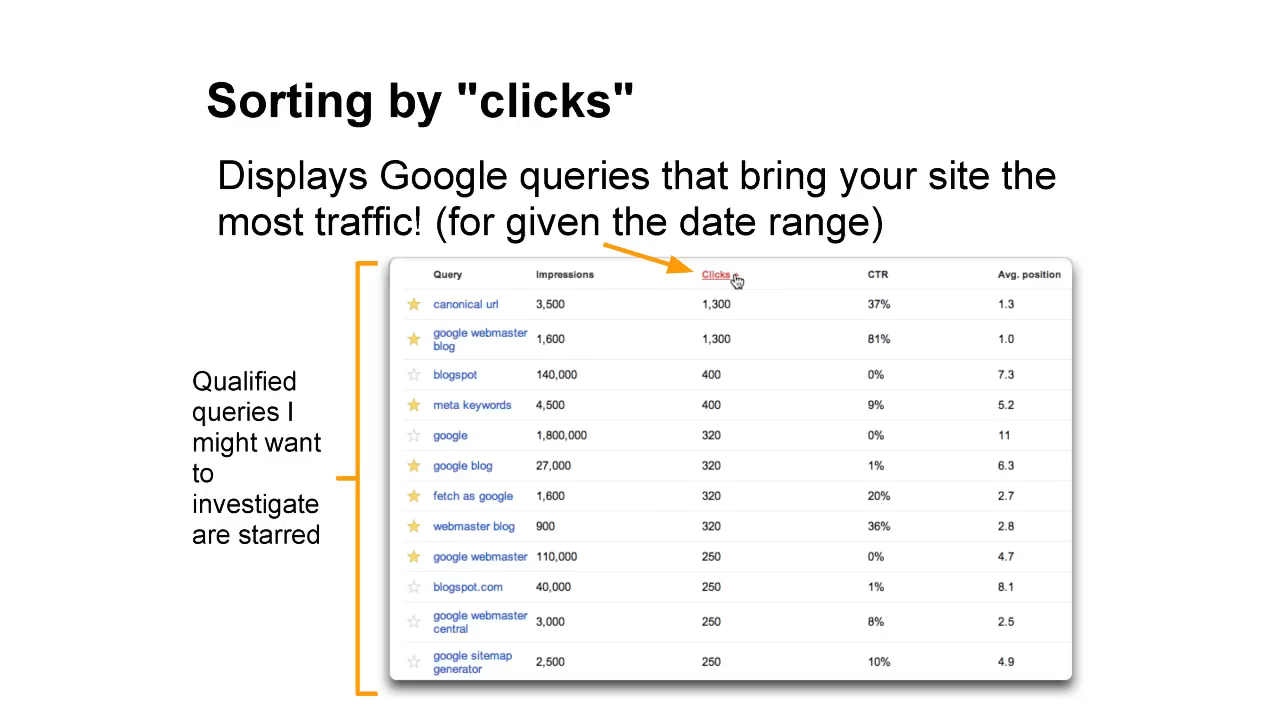 Sorting by "clicks"
Displays Google queries that bring your site the
most traffic! (for given the date range)
Qualified
queries I
might want
to
investigate
are starred
Query Impressions Clicks CTR Avg. position
canonical url 3,500 1,300 37% 1.3
google webmaster
blog 1,600 1,300 81% 1.0
blogspot 140,000 400 0% 7.3
meta keywords 4,500 400 9% 5.2
google 1,800,000 320 0% 11
google blog 27,000 320 1% 6.3
fetch as google 1,600 320 20% 2.7
webmaster blog 900 320 36% 2.8
google webmaster 110,000 250 0% 4.7
blogspot.com 40,000 250 1% 8.1
google webmaster
central 3,000 250 8% 2.5
google sitemap
generator 2,500 250 10% 4.9